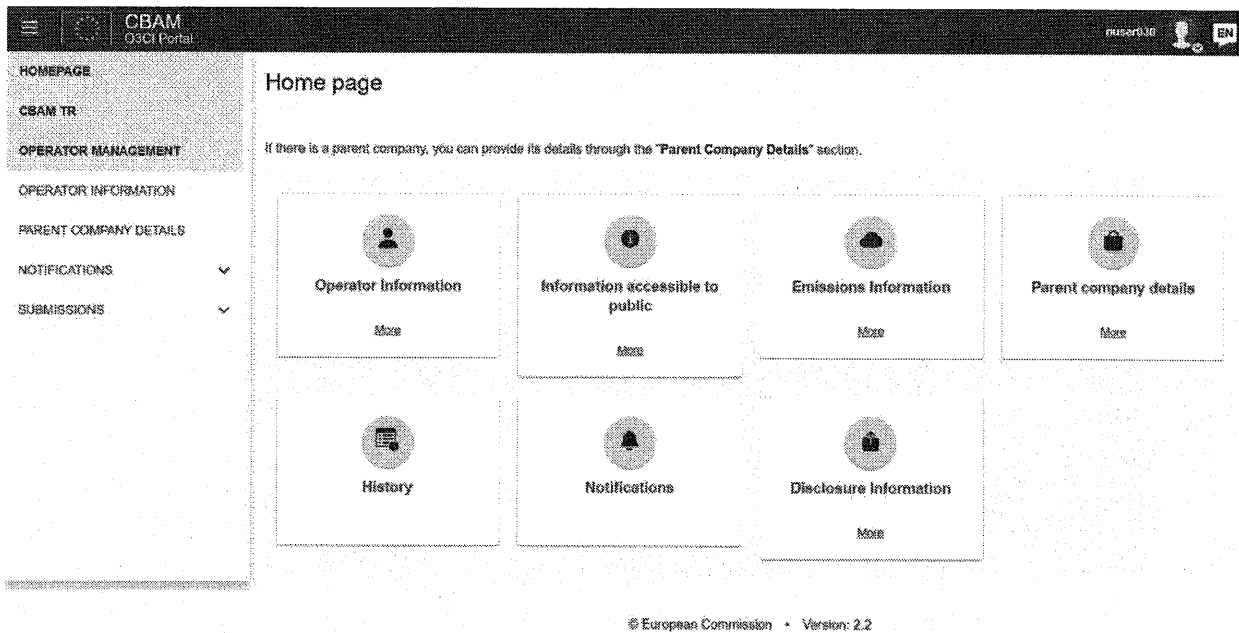 CBAM
O3CI Portal
nuser030
EN
HOMEPAGE
CBAM TR
OPERATOR MANAGEMENT
OPERATOR INFORMATION
PARENT COMPANY DETAILS
NOTIFICATIONS
SUBMISSIONS
Home page
If there is a parent company, you can provide its details through the "Parent Company Details" section.
Operator Information
More
Information accessible to
public
More
Emissions Information
More
Parent company details
More
History
Notifications
Disclosure Information
More
© European Commission • Version: 2.2